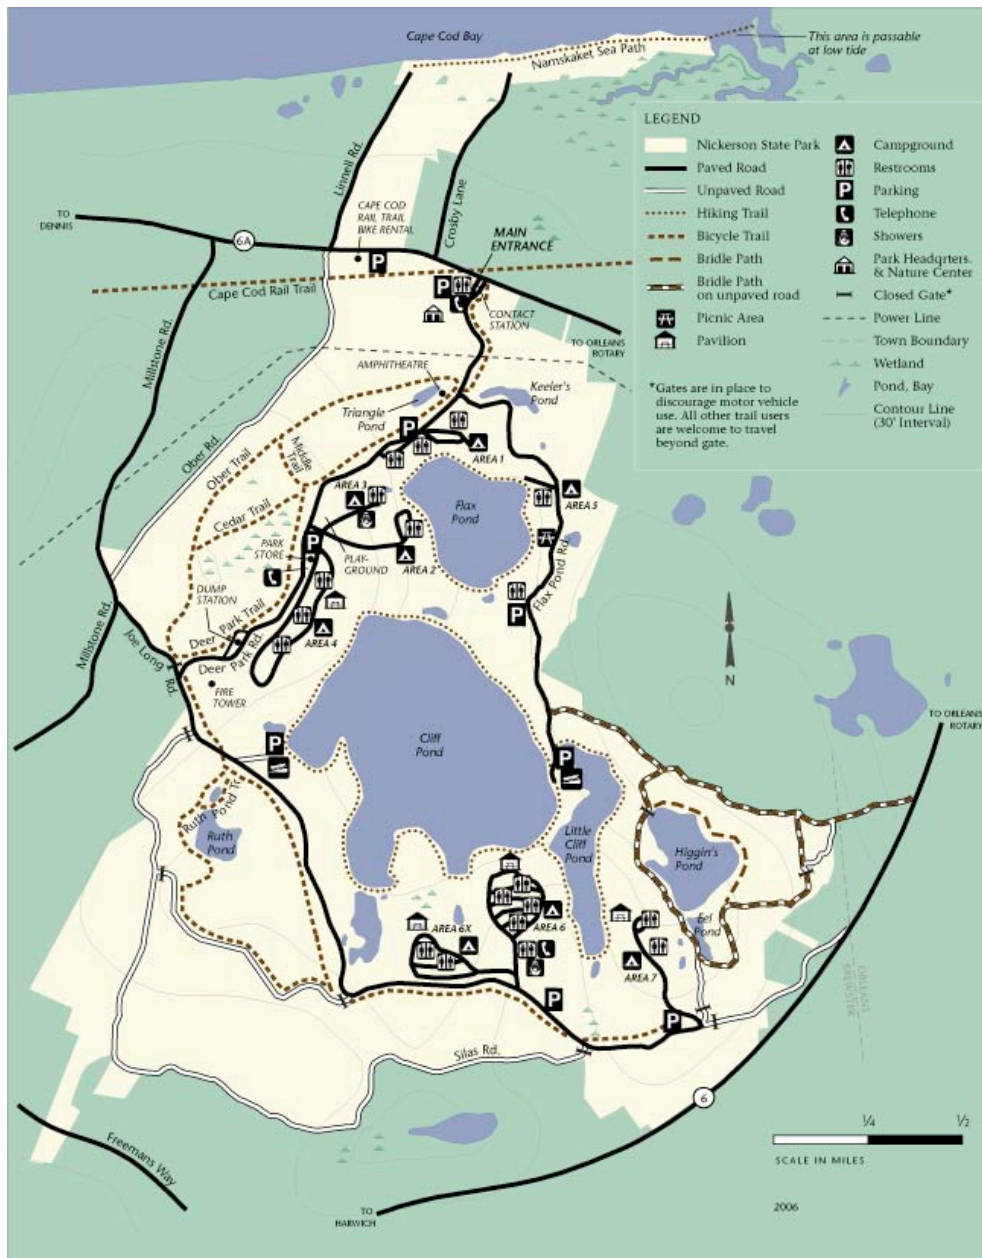 Cape Cod Bay
This area is passable
at low tide
Namskaket Sea Path
LEGEND
Nickerson State Park
Paved Road
Unpaved Road
Hiking Trail
Bicycle Trail
Bridle Path
Bridle Path
on unpaved road
Picnic Area
Pavilion
Campground
Restrooms
P
Parking
Telephone
Showers
Park Headqrters.
& Nature Center
Closed Gate*
Power Line
Town Boundary
Wetland
Pond, Bay
Contour Line
(30' Interval)
*Gates are in place to
discourage motor vehicle
use. All other trail users
are welcome to travel
beyond gate.
Linnell Rd.
Crosby Lane
TO
DENNIS
6A
CAPE COD
RAIL TRAIL
BIKE RENTAL
P
MAIN
ENTRANCE
Cape Cod Rail Trail
P
CONTACT
STATION
TO ORLEANS
ROTARY
Millstone Rd.
AMPHITHEATRE
Keeler's
Pond
Triangle
Pond
P
AREA 1
Ober Rd.
Ober Trail
Middle
Trail
AREA 3
Flax
Pond
AREA 5
Cedar Trail
P
PARK
STORE
PLAY-
GROUND
AREA 2
Flax Pond Rd.
DUMP
STATION
P
Deer Park Trail
AREA 4
Millstone Rd.
Joe Long
Rd.
Deer Park Rd.
FIRE
TOWER
N
TO ORLEANS
ROTARY
P
Cliff
Pond
P
Ruth Pond Tr.
Ruth
Pond
Little
Cliff
Pond
Higgin's
Pond
AREA 6X
AREA 6
Eel
Pond
AREA 7
P
P
ORLEANS
BREWSTER
Silas Rd.
6
Freemans Way
1/4
1/2
SCALE IN MILES
TO
HARWICH
2006